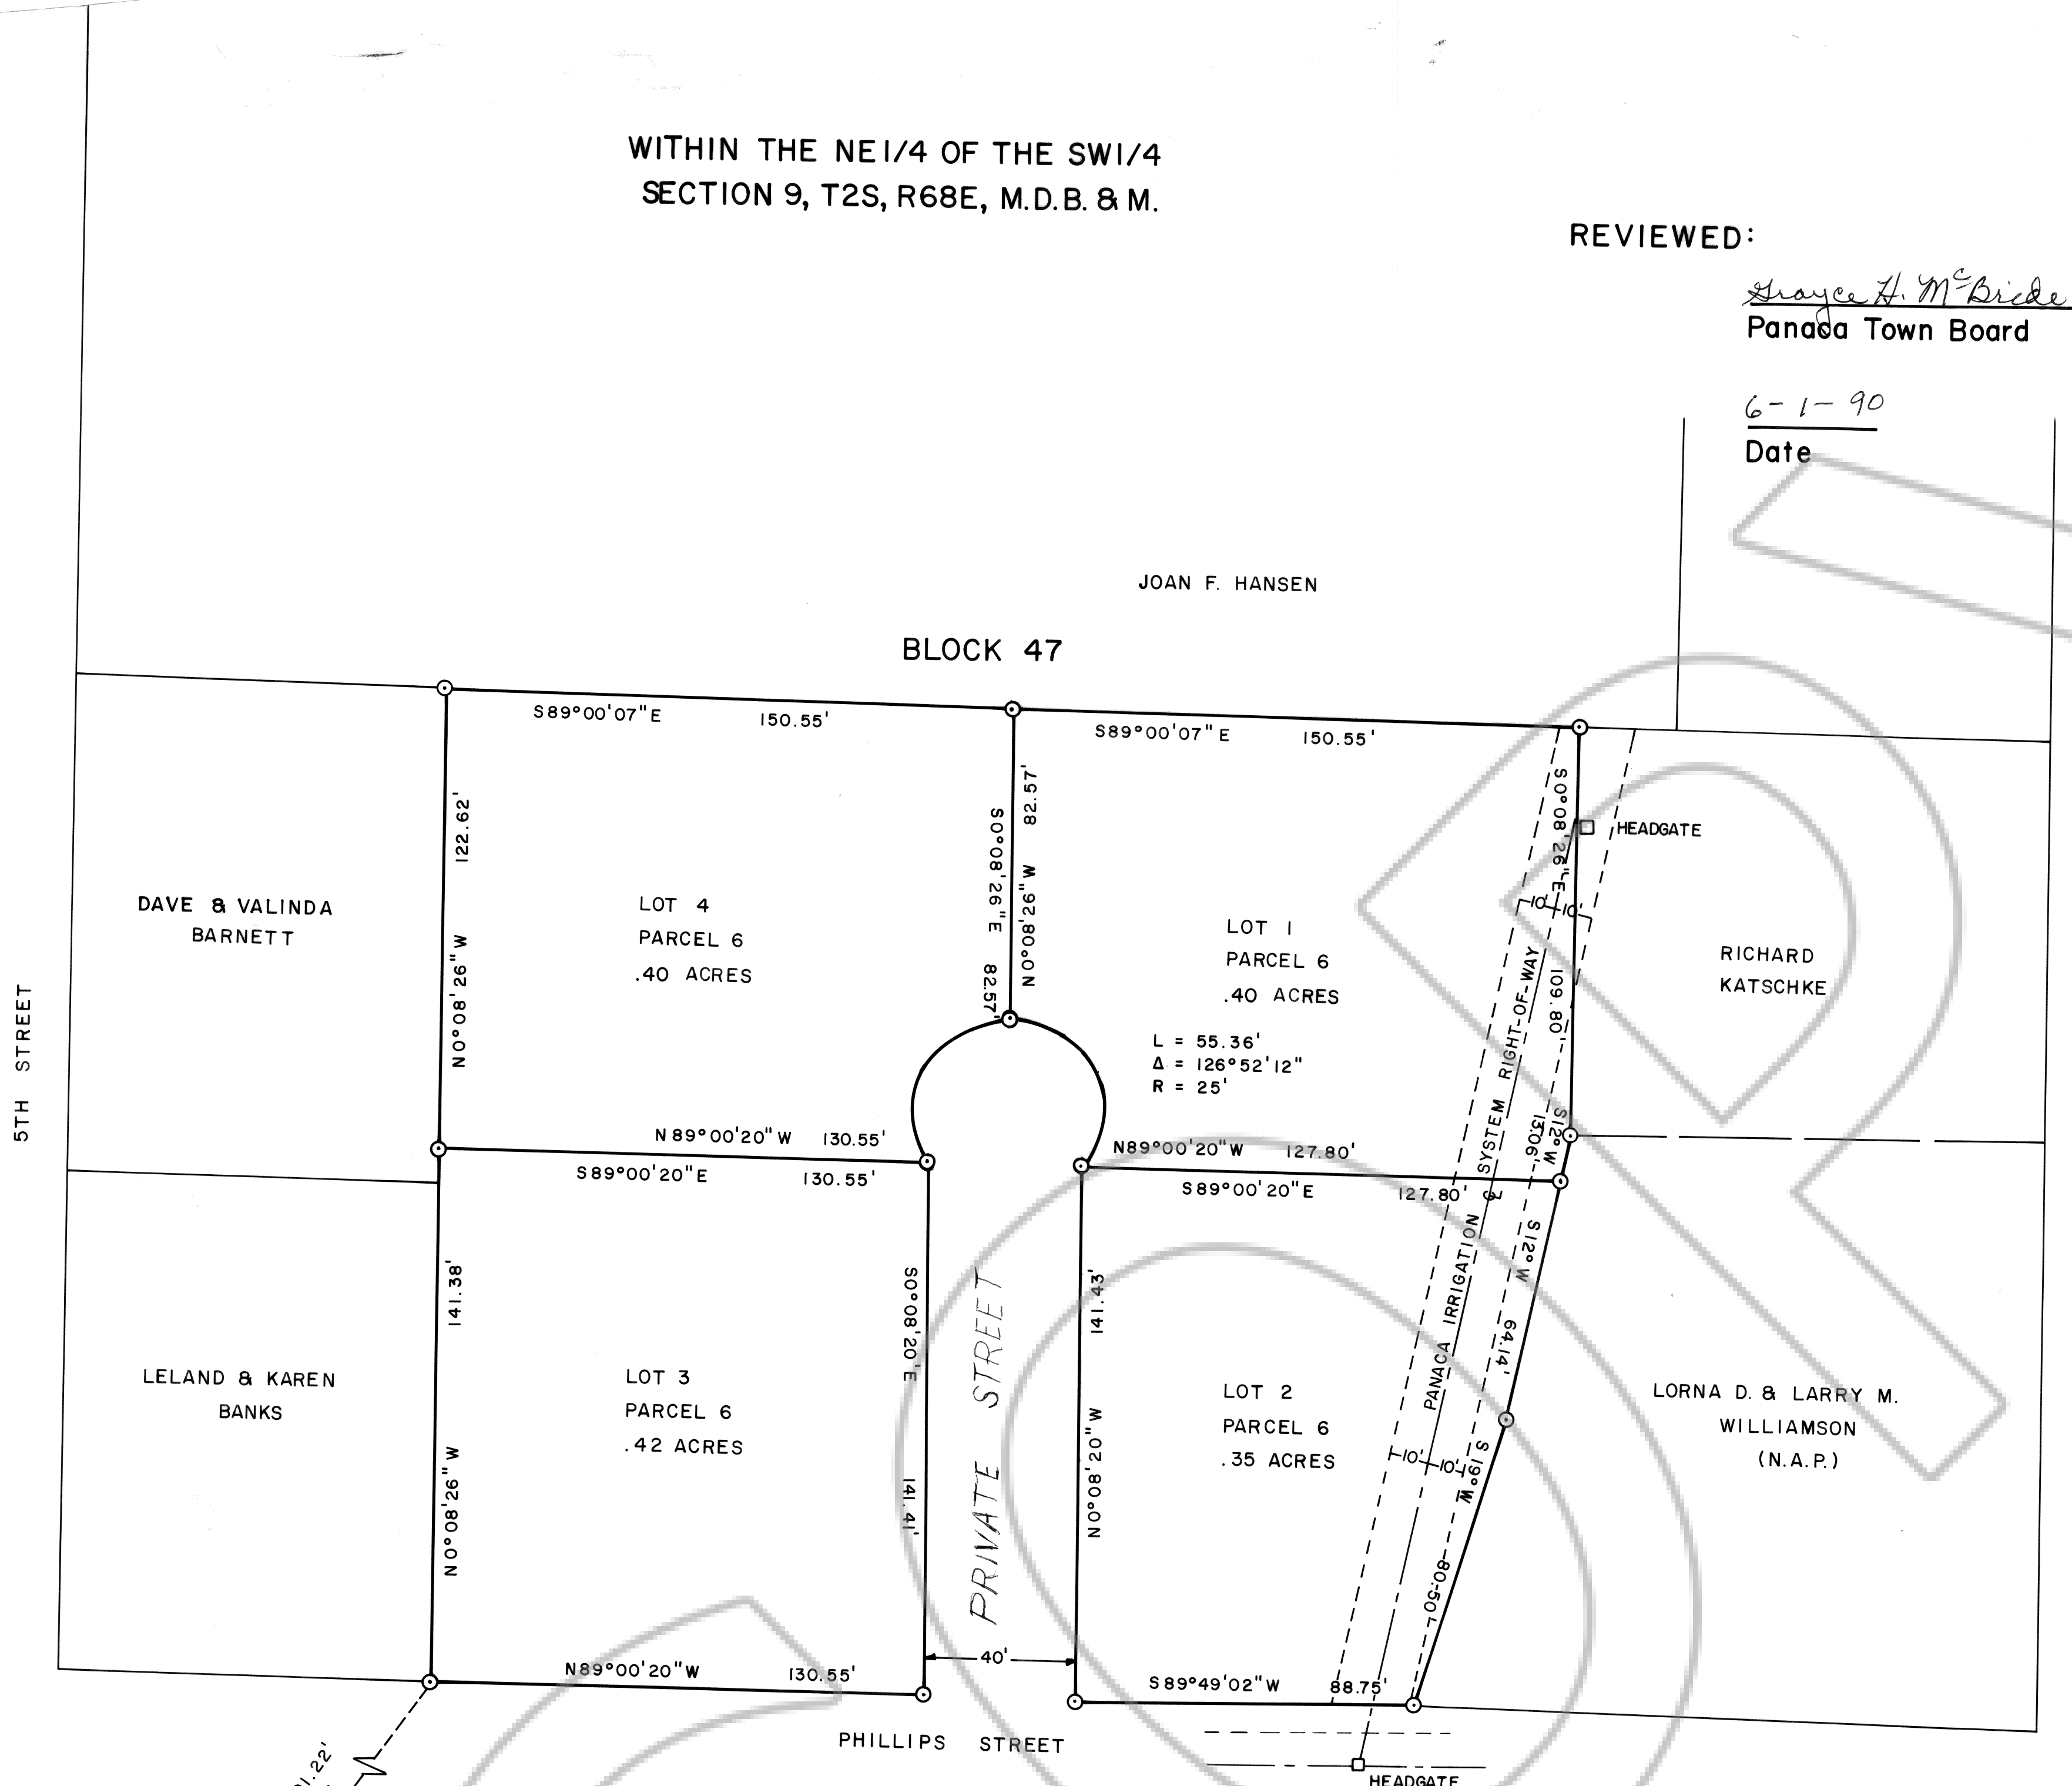 WITHIN THE NE1/4 OF THE SW1/4
SECTION 9, T2S, R68E, M.D.B. & M.
REVIEWED:
Grayce H. McBride
Panaca Town Board
6-1-90
Date
JOAN F. HANSEN
BLOCK 47
S89°00'07"E 150.55'
S89°00'07"E 150.55'
122.62'
N0°08'26"W
S0°08'26"E 82.57'
N0°08'26"W 82.57'
S0°08'26"E 109.80'
HEADGATE
DAVE & VALINDA
BARNETT
LOT 4
PARCEL 6
.40 ACRES
LOT 1
PARCEL 6
.40 ACRES
L = 55.36'
Δ = 126°52'12"
R = 25'
10' 10'
RICHARD
KATSCHKE
5TH STREET
PANACA IRRIGATION SYSTEM RIGHT-OF-WAY
S12°W
13.06'
N89°00'20"W 130.55'
S89°00'20"E 130.55'
N89°00'20"W 127.80'
S89°00'20"E 127.80'
S12°W 64.14'
141.38'
N0°08'26"W
S0°08'20"E 141.41'
PRIVATE STREET
N0°08'20"W 141.43'
LELAND & KAREN
BANKS
LOT 3
PARCEL 6
.42 ACRES
LOT 2
PARCEL 6
.35 ACRES
10' 10'
S19°W 80.50
LORNA D. & LARRY M.
WILLIAMSON
(N.A.P.)
N89°00'20"W 130.55'
40'
S89°49'02"W 88.75'
PHILLIPS STREET
HEADGATE